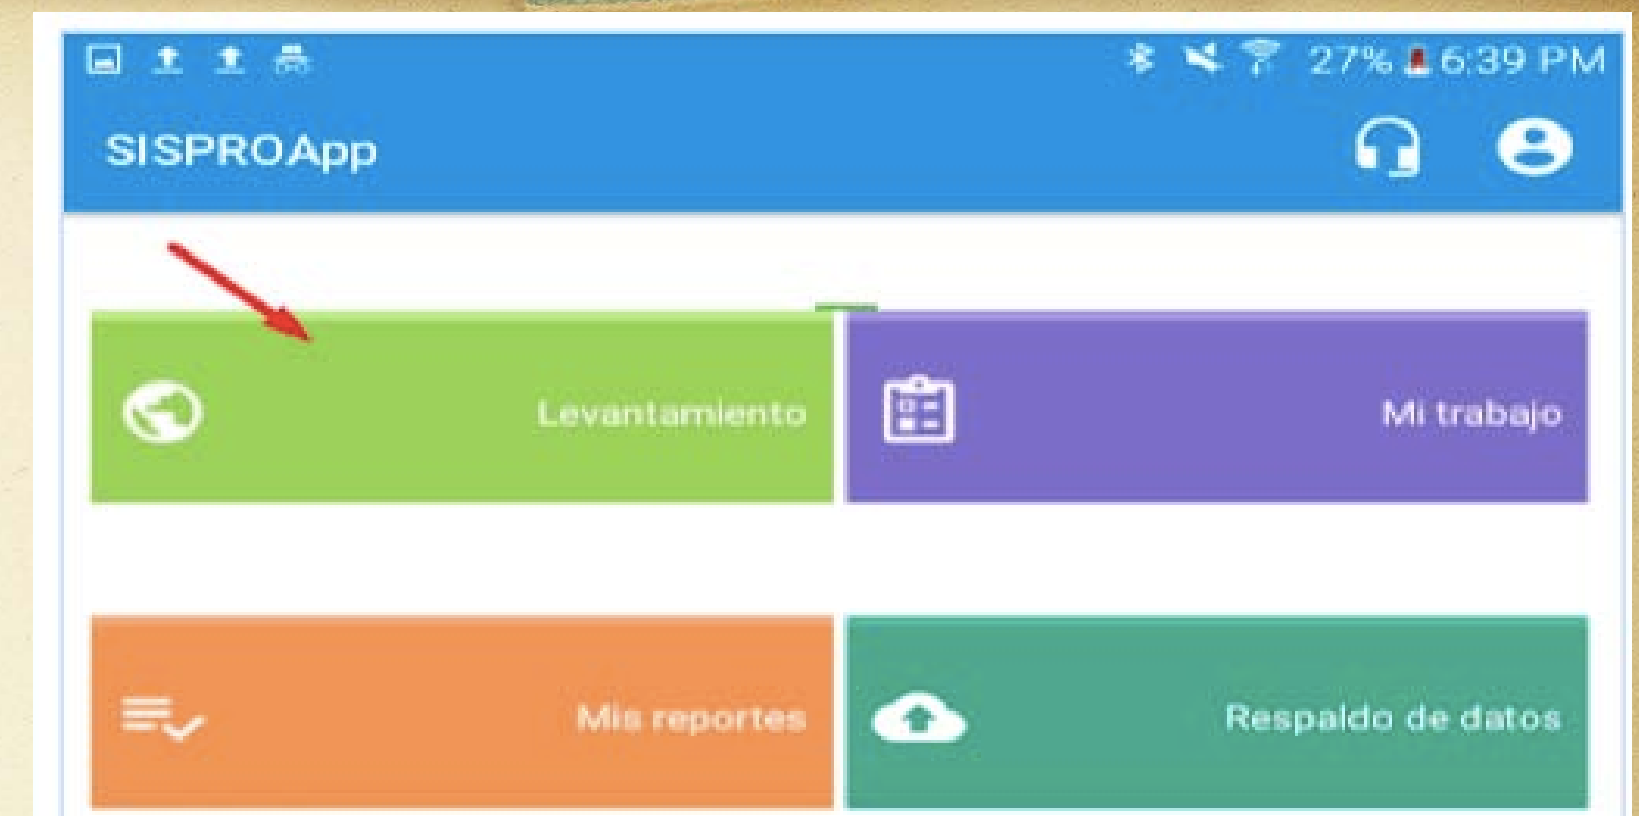 27% 6:39 PM
SISPROApp
Levantamiento
Mi trabajo
Mis reportes
Respaldo de datos